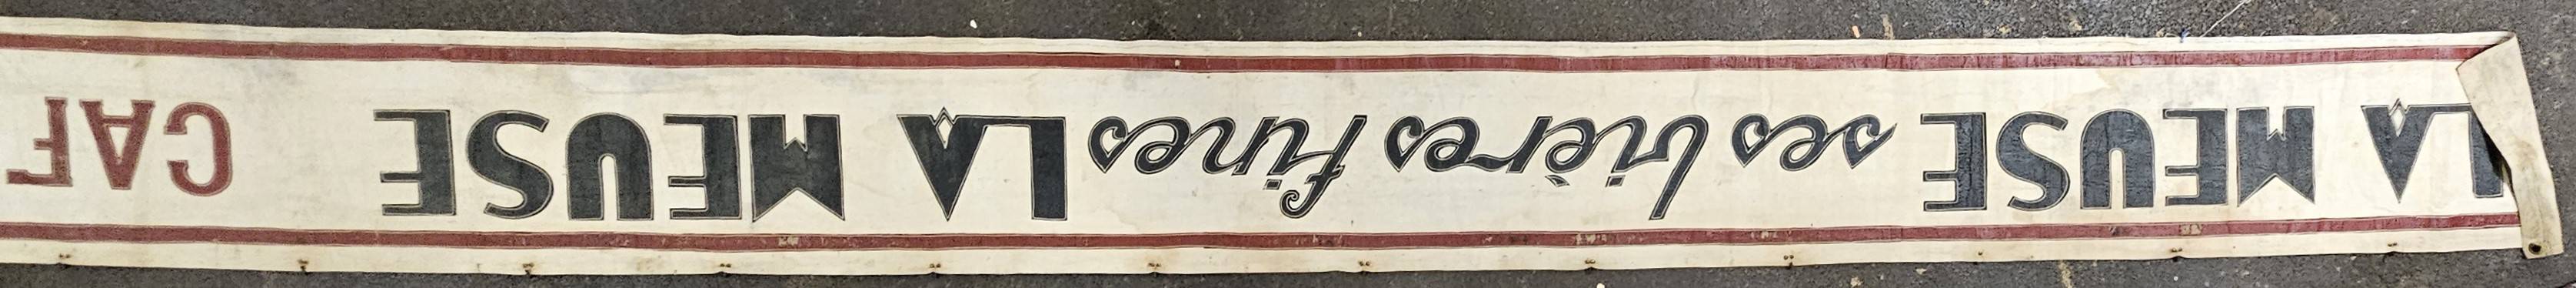 LA MEUSE ses bières fines LA MEUSE CAF